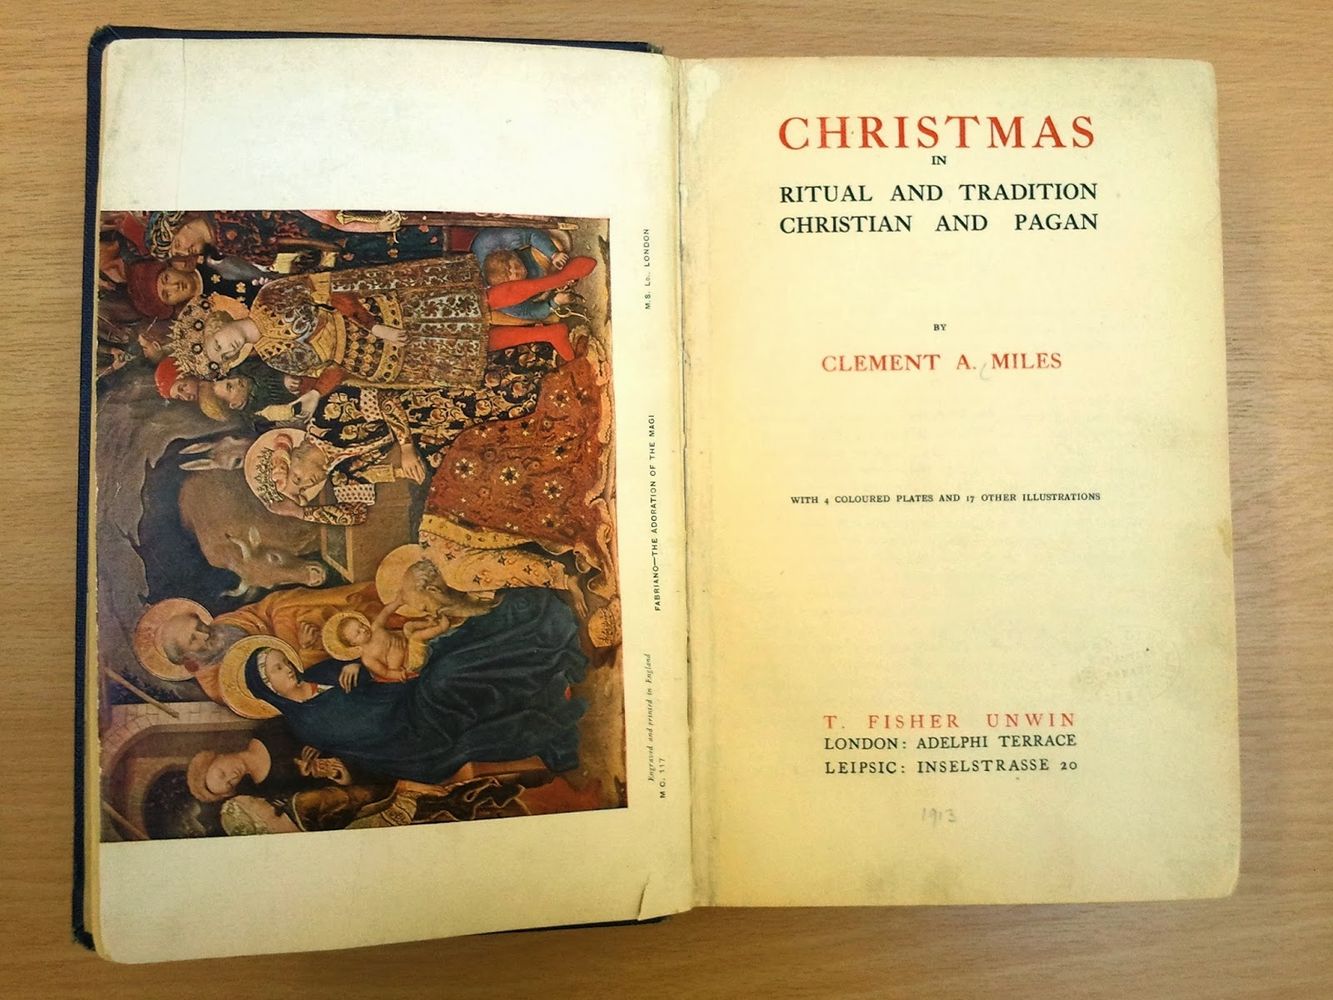 M.S. Ld., LONDON
FABRIANO—THE ADORATION OF THE MAGI
Engraved and printed in England
M C. 117
CHRISTMAS
IN
RITUAL AND TRADITION
CHRISTIAN AND PAGAN
BY
CLEMENT A. MILES
WITH 4 COLOURED PLATES AND 17 OTHER ILLUSTRATIONS
T. FISHER UNWIN
LONDON: ADELPHI TERRACE
LEIPSIC: INSELSTRASSE 20
1913